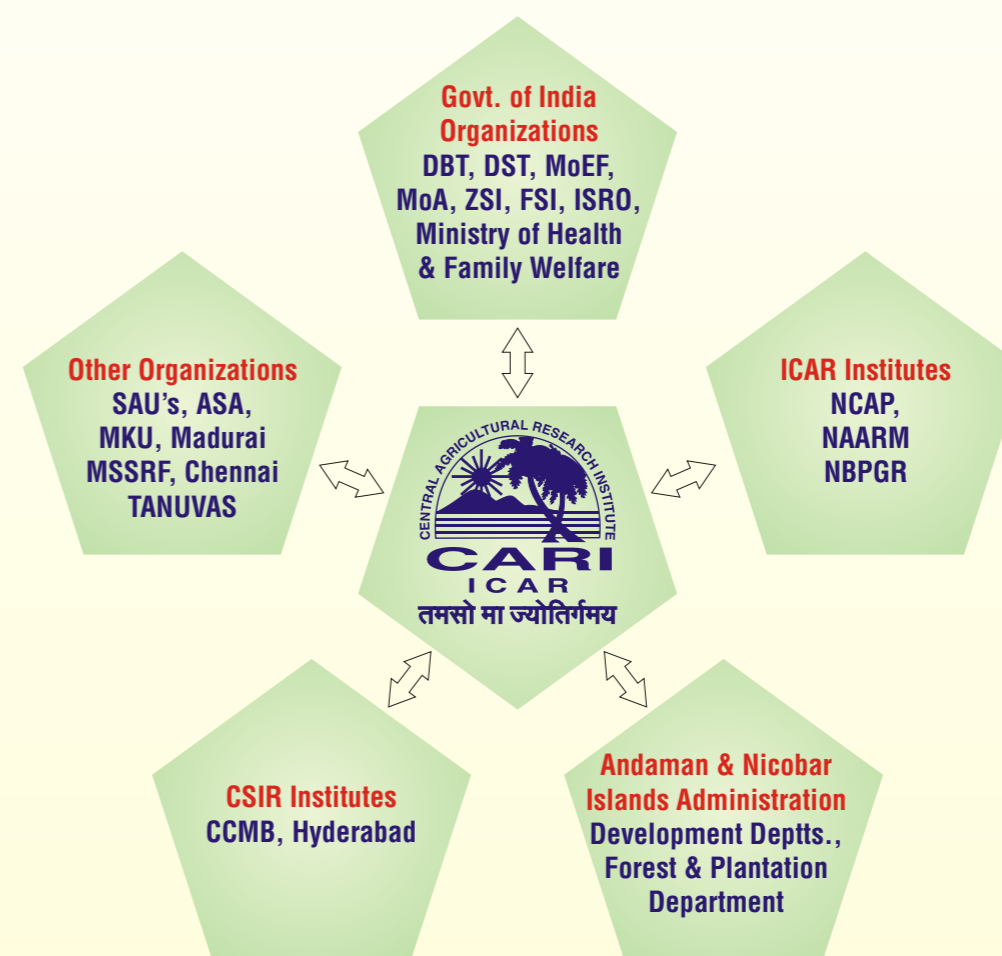 Govt. of India
Organizations
DBT, DST, MoEF,
MoA, ZSI, FSI, ISRO,
Ministry of Health
& Family Welfare
Other Organizations
SAU's, ASA,
MKU, Madurai
MSSRF, Chennai
TANUVAS
ICAR Institutes
NCAP,
NAARM
NBPGR
CENTRAL AGRICULTURAL RESEARCH INSTITUTE
CARI
ICAR
तमसो मा ज्योतिर्गमय
CSIR Institutes
CCMB, Hyderabad
Andaman & Nicobar
Islands Administration
Development Deptts.,
Forest & Plantation
Department